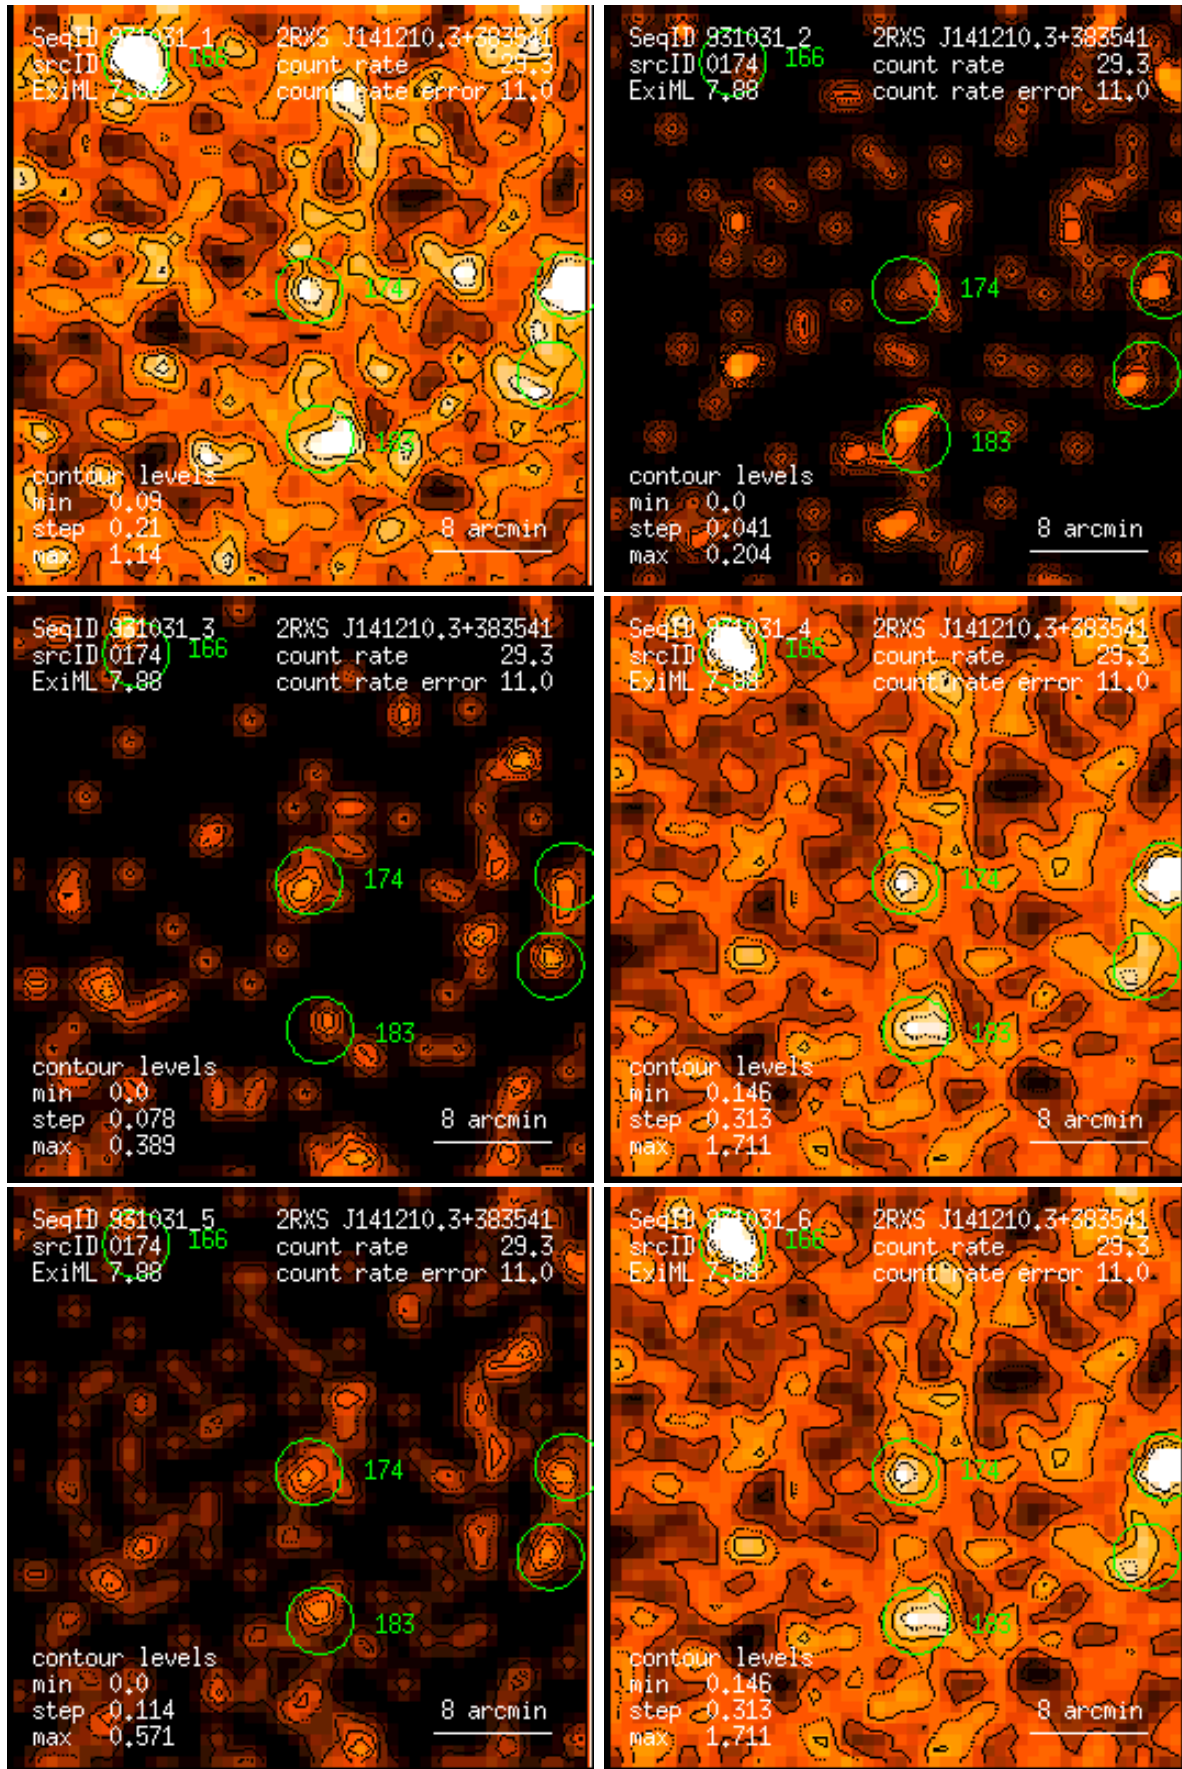 SeqID 931031_1 2RXS J141210.3+383541
srcID 166 count rate 29.3
ExiML 7.88 count rate error 11.0
174
183
contour levels
min 0.09
step 0.21 8 arcmin
max 1.14
SeqID 931031_2 2RXS J141210.3+383541
srcID 0174 166 count rate 29.3
ExiML 7.88 count rate error 11.0
174
183
contour levels
min 0.0
step 0.041 8 arcmin
max 0.204
SeqID 931031_3 2RXS J141210.3+383541
srcID 0174 166 count rate 29.3
ExiML 7.88 count rate error 11.0
174
183
contour levels
min 0.0
step 0.078 8 arcmin
max 0.389
SeqID 931031_4 2RXS J141210.3+383541
srcID 166 count rate 29.3
ExiML 7.88 count rate error 11.0
174
183
contour levels
min 0.146
step 0.313 8 arcmin
max 1.711
SeqID 931031_5 2RXS J141210.3+383541
srcID 0174 166 count rate 29.3
ExiML 7.88 count rate error 11.0
174
183
contour levels
min 0.0
step 0.114 8 arcmin
max 0.571
SeqID 931031_6 2RXS J141210.3+383541
srcID 166 count rate 29.3
ExiML 7.88 count rate error 11.0
174
183
contour levels
min 0.146
step 0.313 8 arcmin
max 1.711